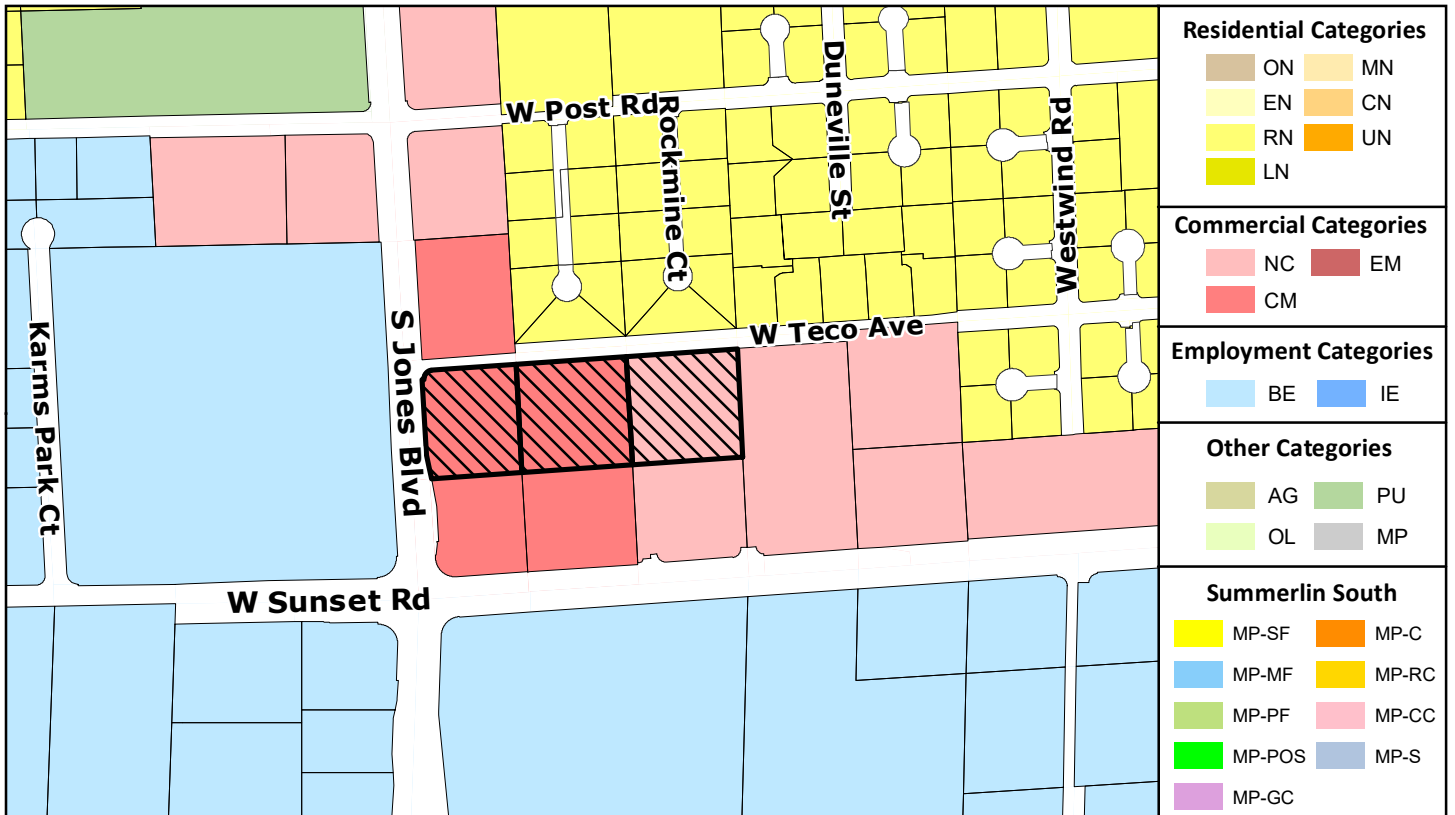 W Post Rd
Rockmine Ct
Duneville St
Westwind Rd
W Teco Ave
S Jones Blvd
Karms Park Ct
W Sunset Rd
Residential Categories
ON MN
EN CN
RN UN
LN
Commercial Categories
NC EM
CM
Employment Categories
BE IE
Other Categories
AG PU
OL MP
Summerlin South
MP-SF MP-C
MP-MF MP-RC
MP-PF MP-CC
MP-POS MP-S
MP-GC